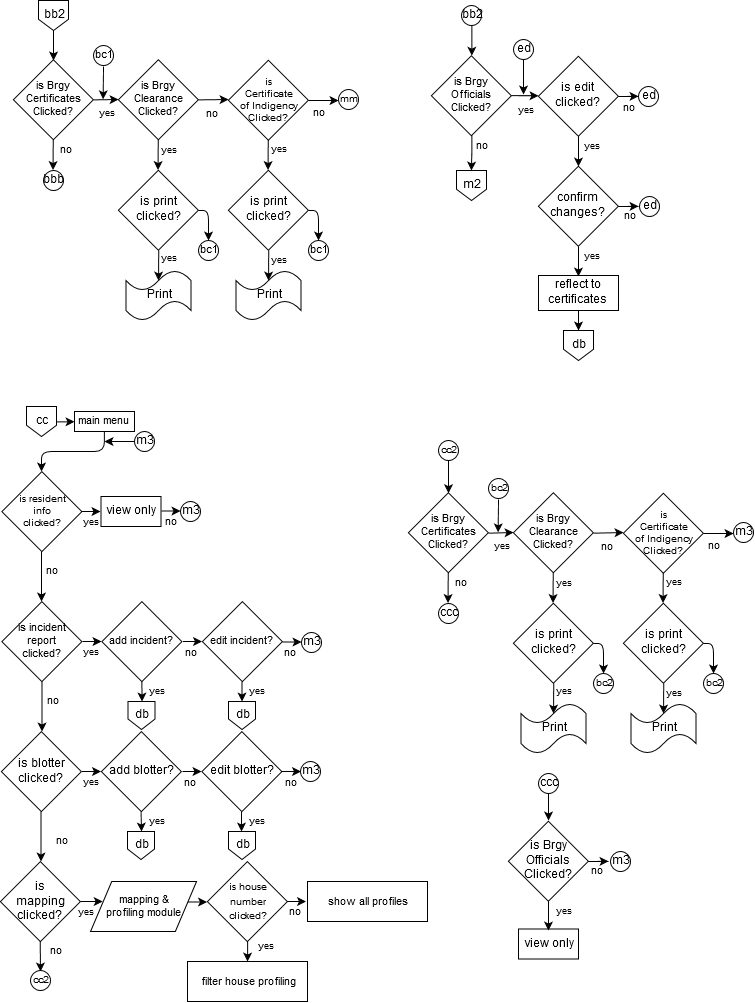 bb2
bc1
is Brgy
Certificates
Clicked?
yes
no
bbb
is Brgy
Clearance
Clicked?
no
yes
is
Certificate
of Indigency
Clicked?
no
mm
yes
is print
clicked?
bc1
yes
Print
is print
clicked?
bc1
yes
Print
bb2
ed
is Brgy
Officials
Clicked?
yes
no
m2
is edit
clicked?
no
ed
yes
confirm
changes?
no
ed
yes
reflect to
certificates
db
cc
main menu
m3
is resident
info
clicked?
yes
view only
no
m3
no
is incident
report
clicked?
yes
add incident?
no
edit incident?
no
m3
yes
db
yes
db
no
is blotter
clicked?
yes
add blotter?
no
edit blotter?
no
m3
yes
db
yes
db
no
is
mapping
clicked?
yes
mapping &
profiling module
is house
number
clicked?
no
show all profiles
no
cc2
yes
filter house profiling
cc2
bc2
is Brgy
Certificates
Clicked?
yes
no
ccc
is Brgy
Clearance
Clicked?
no
yes
is
Certificate
of Indigency
Clicked?
no
m3
yes
is print
clicked?
bc2
yes
Print
is print
clicked?
bc2
yes
Print
ccc
is Brgy
Officials
Clicked?
no
m3
yes
view only